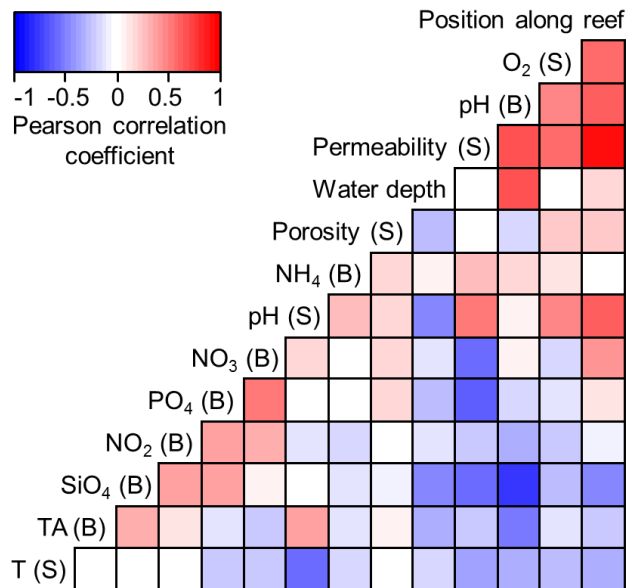 Position along reef
O₂ (S)
-1 -0.5 0 0.5 1
pH (B)
Pearson correlation
coefficient
Permeability (S)
Water depth
Porosity (S)
NH₄ (B)
pH (S)
NO₃ (B)
PO₄ (B)
NO₂ (B)
SiO₄ (B)
TA (B)
T (S)